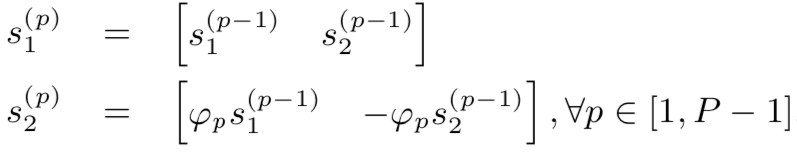 s_1^{(p)} = [s_1^{(p-1)} s_2^{(p-1)}]
s_2^{(p)} = [φ_p s_1^{(p-1)} -φ_p s_2^{(p-1)}], ∀p ∈ [1, P − 1]